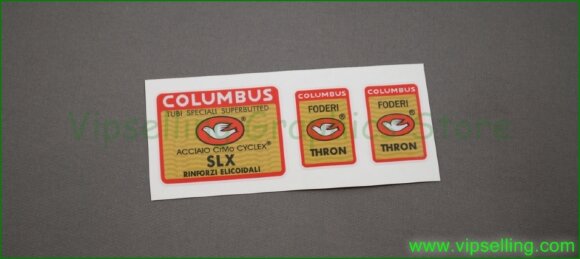 COLUMBUS
TUBI SPECIALI SUPERBUTTED
®
ACCIAIO CrMo CYCLEX®
SLX
RINFORZI ELICOIDALI
COLUMBUS
FODERI
®
THRON
COLUMBUS
FODERI
®
THRON
Vipselling Graphics Store
www.vipselling.com